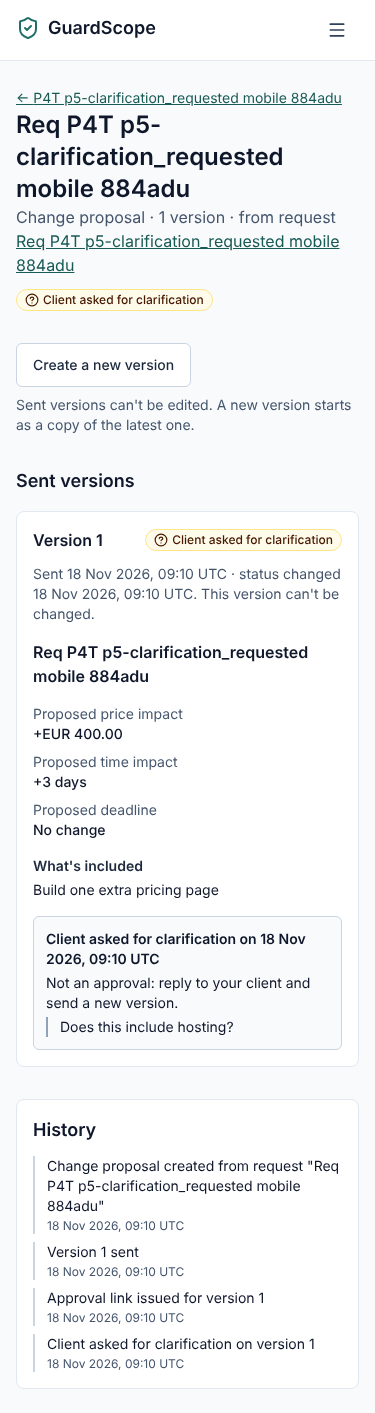 GuardScope
← P4T p5-clarification_requested mobile 884adu
Req P4T p5-
clarification_requested
mobile 884adu
Change proposal · 1 version · from request
Req P4T p5-clarification_requested mobile
884adu
Client asked for clarification
Create a new version
Sent versions can't be edited. A new version starts
as a copy of the latest one.
Sent versions
Version 1
Client asked for clarification
Sent 18 Nov 2026, 09:10 UTC · status changed
18 Nov 2026, 09:10 UTC. This version can't be
changed.
Req P4T p5-clarification_requested
mobile 884adu
Proposed price impact
+EUR 400.00
Proposed time impact
+3 days
Proposed deadline
No change
What's included
Build one extra pricing page
Client asked for clarification on 18 Nov
2026, 09:10 UTC
Not an approval: reply to your client and
send a new version.
Does this include hosting?
History
Change proposal created from request "Req
P4T p5-clarification_requested mobile
884adu"
18 Nov 2026, 09:10 UTC
Version 1 sent
18 Nov 2026, 09:10 UTC
Approval link issued for version 1
18 Nov 2026, 09:10 UTC
Client asked for clarification on version 1
18 Nov 2026, 09:10 UTC